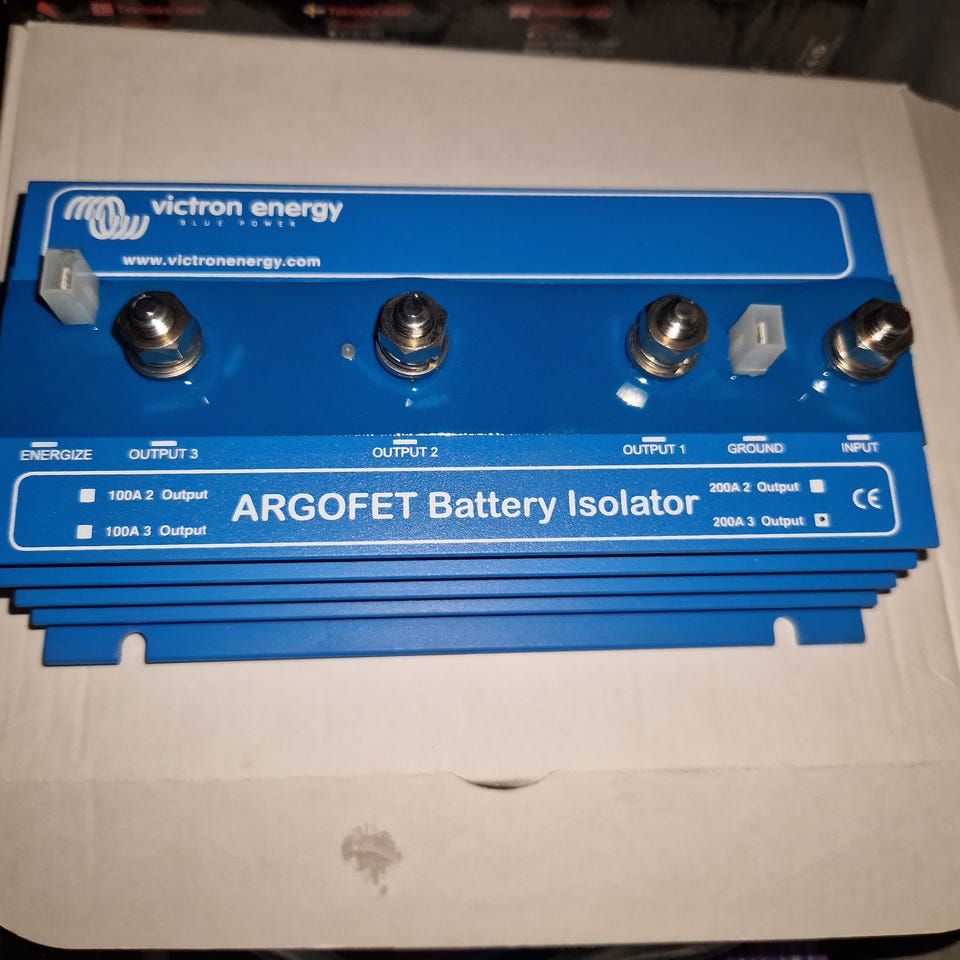 victron energy
BLUE POWER
www.victronenergy.com
ENERGIZE OUTPUT 3 OUTPUT 2 OUTPUT 1 GROUND INPUT
100A 2 Output
100A 3 Output
ARGOFET Battery Isolator
200A 2 Output
200A 3 Output
CE